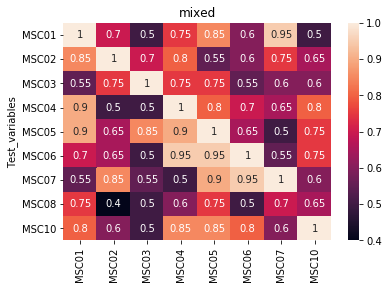 mixed
MSC01 1 0.7 0.5 0.75 0.85 0.6 0.95 0.5
MSC02 0.85 1 0.7 0.8 0.55 0.6 0.75 0.65
MSC03 0.55 0.75 1 0.75 0.75 0.55 0.6 0.6
MSC04 0.9 0.5 0.5 1 0.8 0.7 0.65 0.8
MSC05 0.9 0.65 0.85 0.9 1 0.65 0.5 0.75
MSC06 0.7 0.65 0.5 0.95 0.95 1 0.55 0.75
MSC07 0.55 0.85 0.55 0.5 0.9 0.95 1 0.6
MSC08 0.75 0.4 0.5 0.6 0.75 0.5 0.7 0.65
MSC10 0.8 0.6 0.5 0.85 0.85 0.8 0.6 1
Test_variables
MSC01 MSC02 MSC03 MSC04 MSC05 MSC06 MSC07 MSC10
1.0
0.9
0.8
0.7
0.6
0.5
0.4